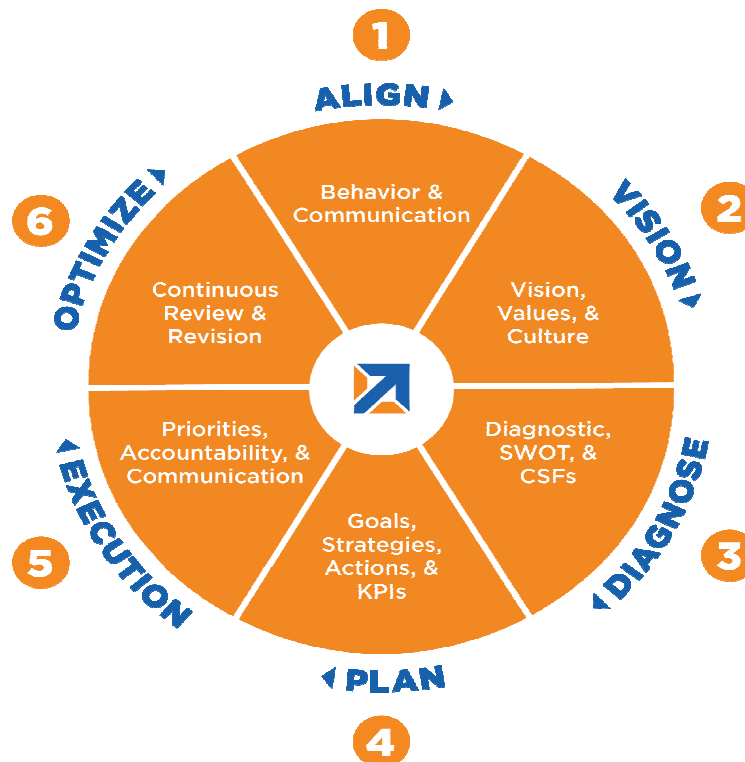 1
ALIGN
Behavior &
Communication
2
VISION
Vision,
Values, &
Culture
3
DIAGNOSE
Diagnostic,
SWOT, &
CSFs
4
PLAN
Goals,
Strategies,
Actions, &
KPIs
5
EXECUTION
Priorities,
Accountability, &
Communication
6
OPTIMIZE
Continuous
Review &
Revision